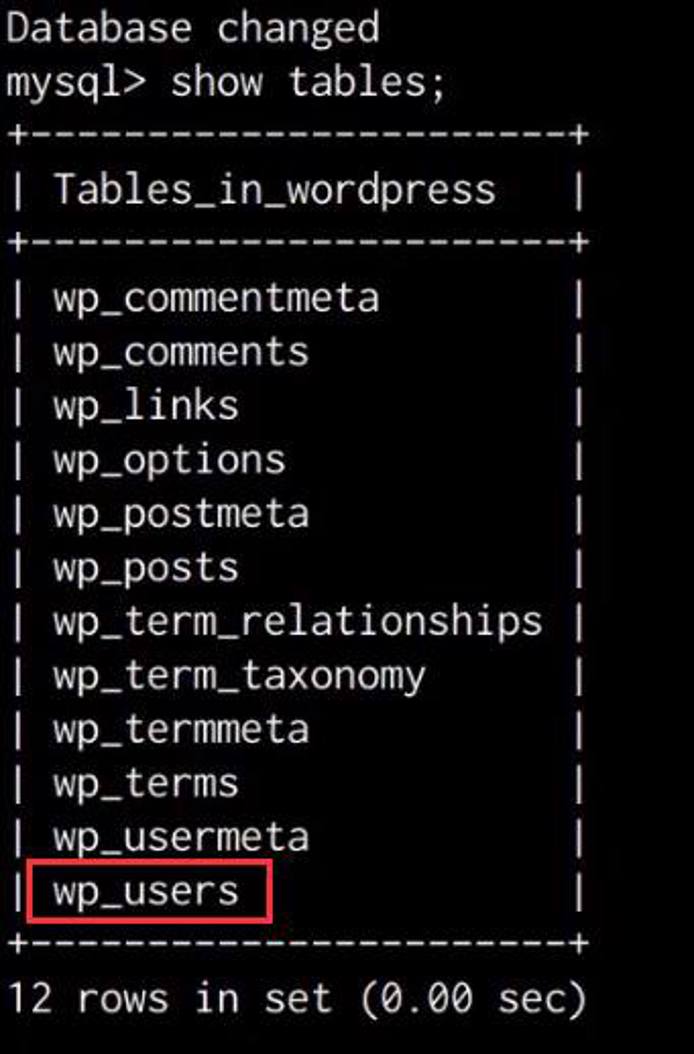 Database changed
mysql> show tables;
+-----------------------+
| Tables_in_wordpress   |
+-----------------------+
| wp_commentmeta        |
| wp_comments           |
| wp_links              |
| wp_options            |
| wp_postmeta           |
| wp_posts              |
| wp_term_relationships |
| wp_term_taxonomy      |
| wp_termmeta           |
| wp_terms              |
| wp_usermeta           |
| wp_users              |
+-----------------------+
12 rows in set (0.00 sec)